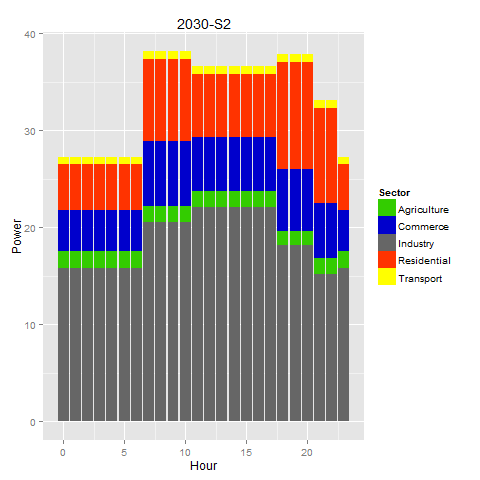 2030-S2
40
30
20
10
0
Power
0 5 10 15 20
Hour
Sector
Agriculture
Commerce
Industry
Residential
Transport